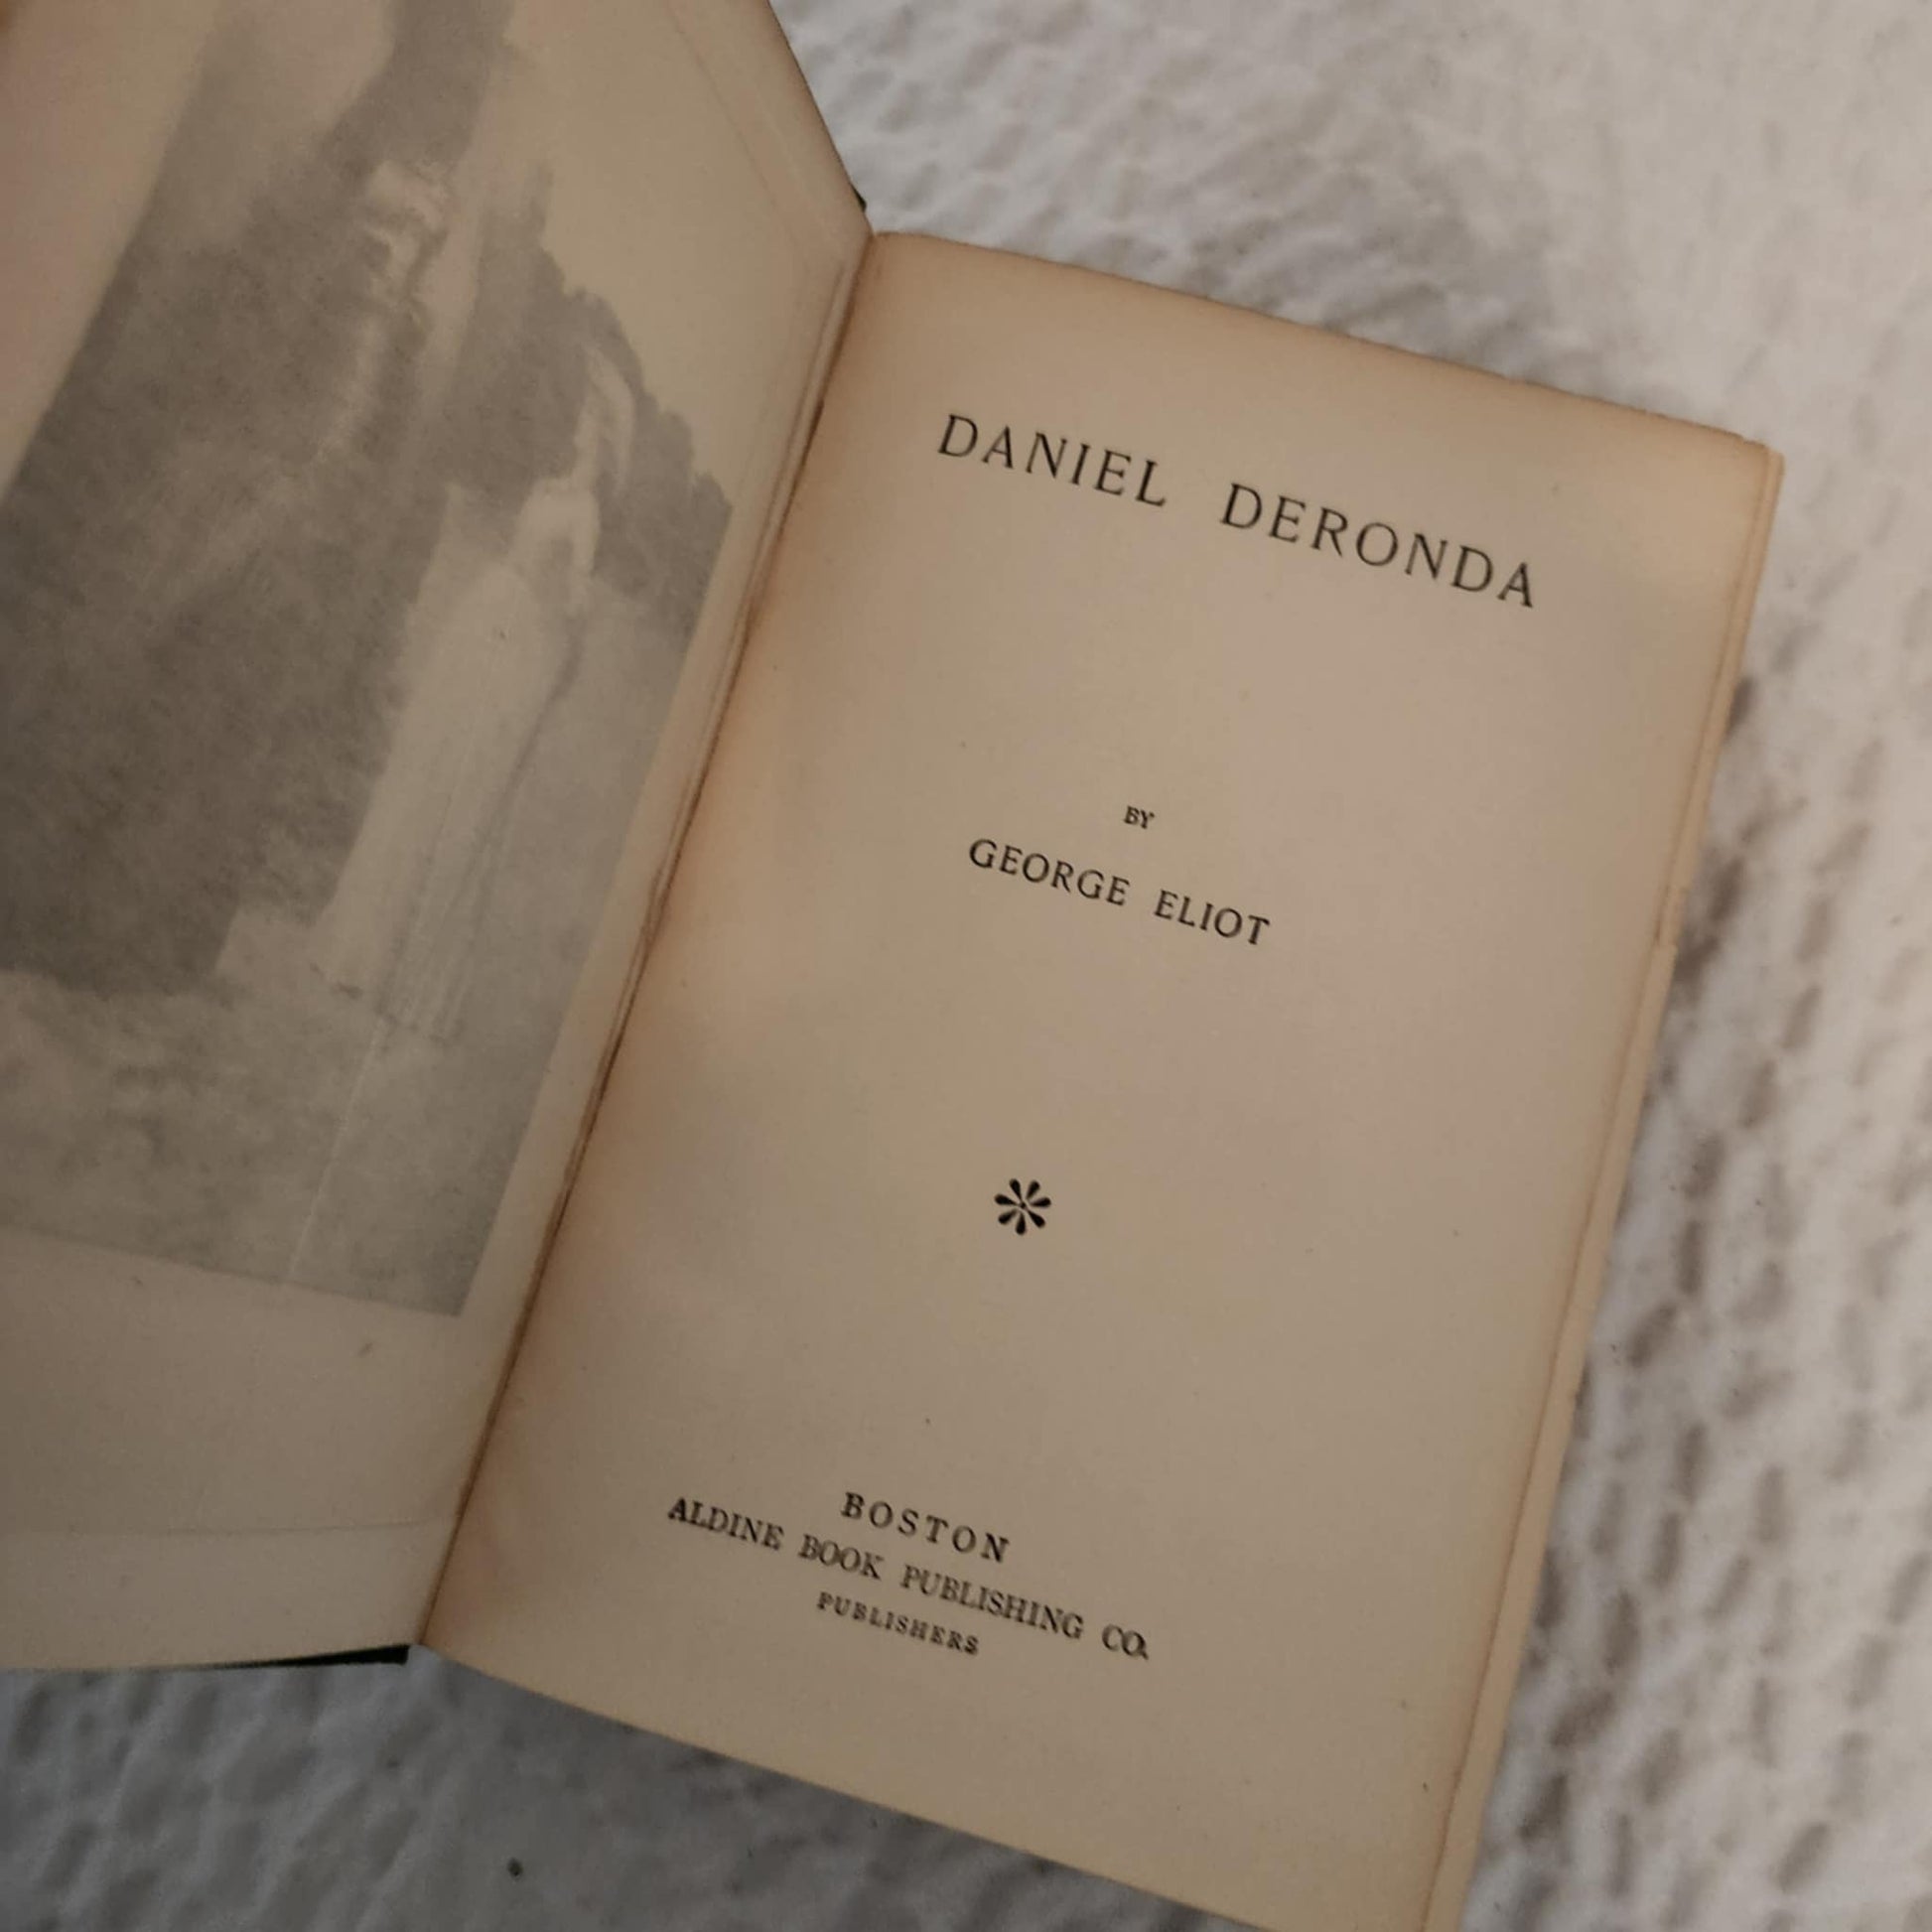 DANIEL DERONDA
BY
GEORGE ELIOT
BOSTON
ALDINE BOOK PUBLISHING CO.
PUBLISHERS